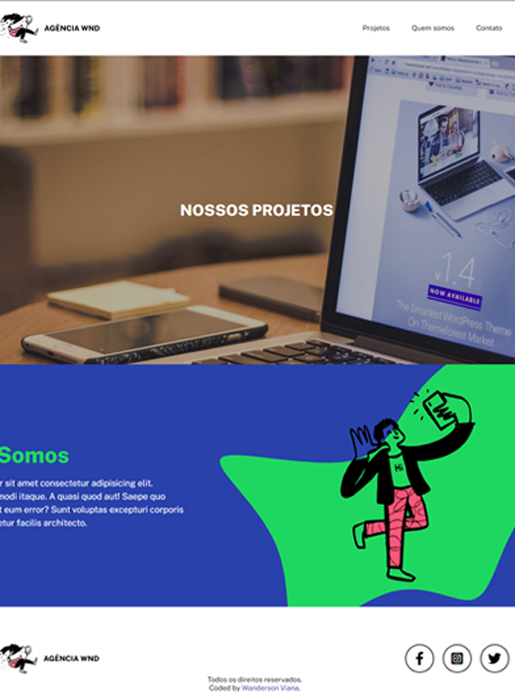 AGÊNCIA WND
Projetos Quem somos Contato
NOSSOS PROJETOS
v1.4
NOW AVAILABLE
The Smartest WordPress Theme
On Themeforest Market
Somos
r sit amet consectetur adipisicing elit.
modi itaque. A quasi quod aut! Saepe quo
t eum error? Sunt voluptas excepturi corporis
etur facilis architecto.
Hi
AGÊNCIA WND
Todos os direitos reservados.
Coded by Wanderson Viana.